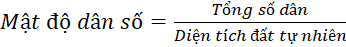 Mật độ dân số = Tổng số dân / Diện tích đất tự nhiên